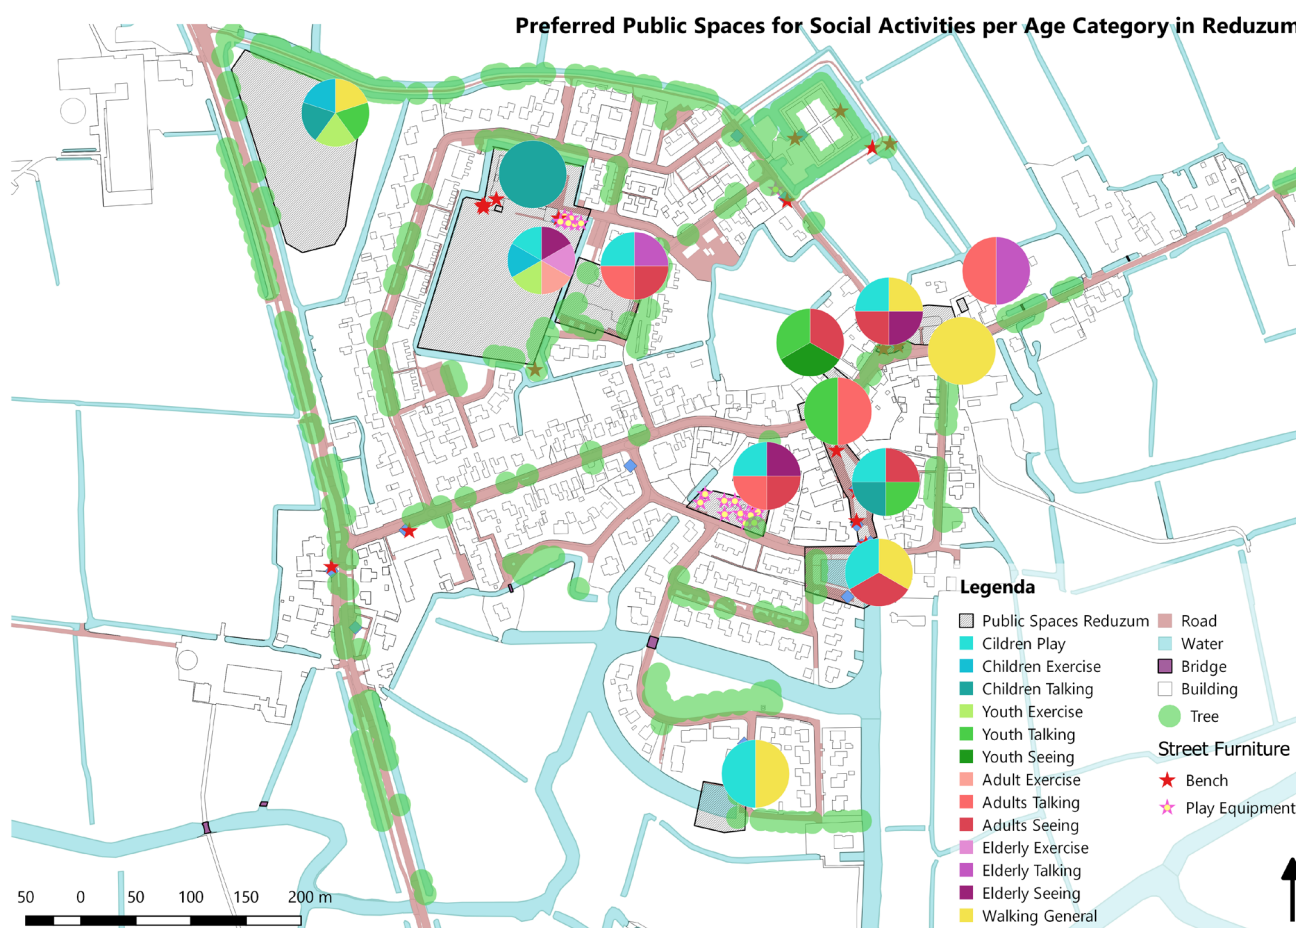 Preferred Public Spaces for Social Activities per Age Category in Reduzum
Legenda
Public Spaces Reduzum
Cildren Play
Children Exercise
Children Talking
Youth Exercise
Youth Talking
Youth Seeing
Adult Exercise
Adults Talking
Adults Seeing
Elderly Exercise
Elderly Talking
Elderly Seeing
Walking General
Road
Water
Bridge
Building
Tree
Street Furniture
Bench
Play Equipment
50 0 50 100 150 200 m